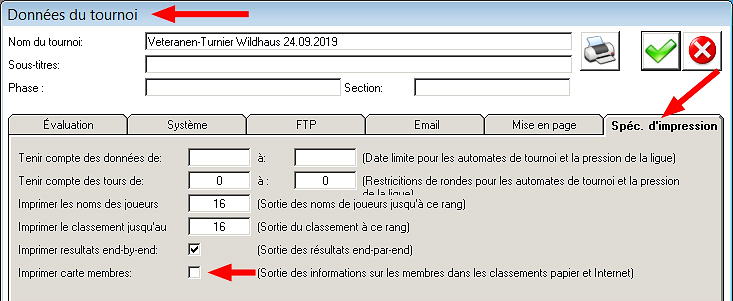 Données du tournoi
Nom du tournoi: Veteranen-Turnier Wildhaus 24.09.2019
Sous-titres:
Phase : Section:
Évaluation Système FTP Email Mise en page Spéc. d'impression
Tenir compte des données de: à: (Date limite pour les automates de tournoi et la pression de la ligue)
Tenir compte des tours de: 0 à : 0 (Restricitions de rondes pour les automates de tournoi et la pression
de la ligue)
Imprimer les noms des joueurs 16 (Sortie des noms de joueurs jusqu'à ce rang)
Imprimer le classement jusqu'au 16 (Sortie du classement à ce rang)
Imprimer resultats end-by-end: (Sortie des résultats end-par-end)
Imprimer carte membres: (Sortie des informations sur les membres dans les classements papier et Internet)